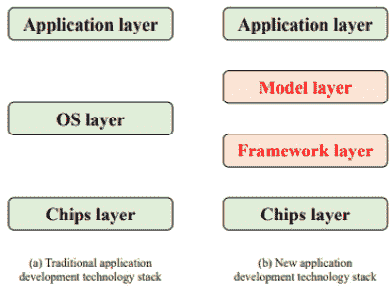 Application layer
OS layer
Chips layer
(a) Traditional application
development technology stack
Application layer
Model layer
Framework layer
Chips layer
(b) New application
development technology stack